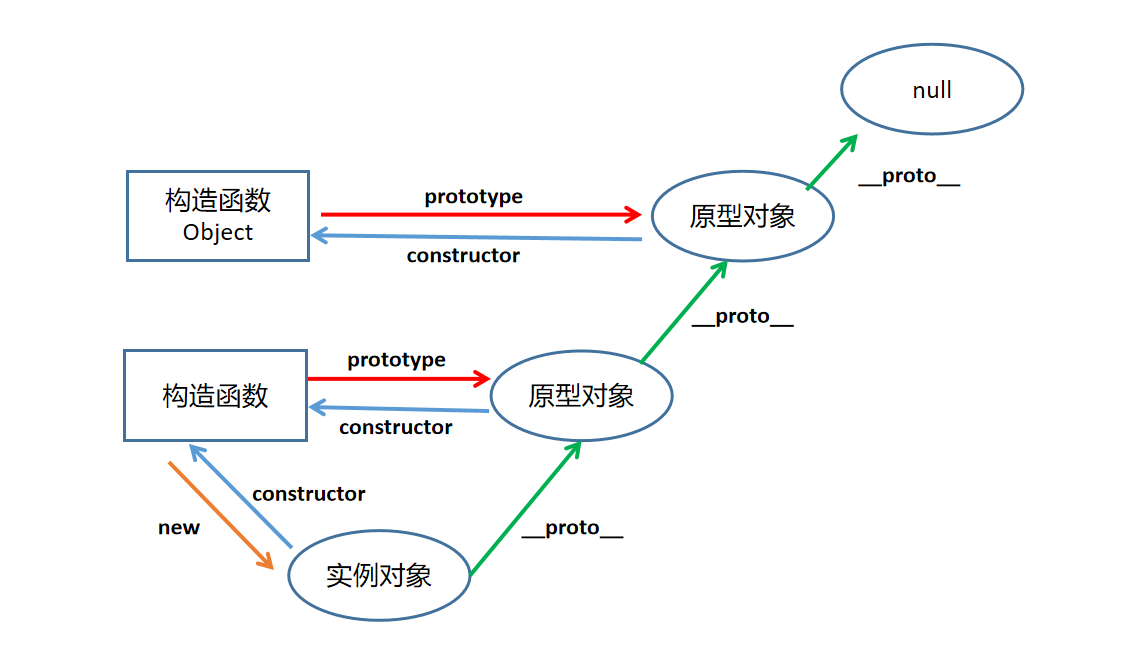 null
__proto__
构造函数
Object
prototype
原型对象
constructor
__proto__
构造函数
prototype
原型对象
constructor
constructor
new
__proto__
实例对象